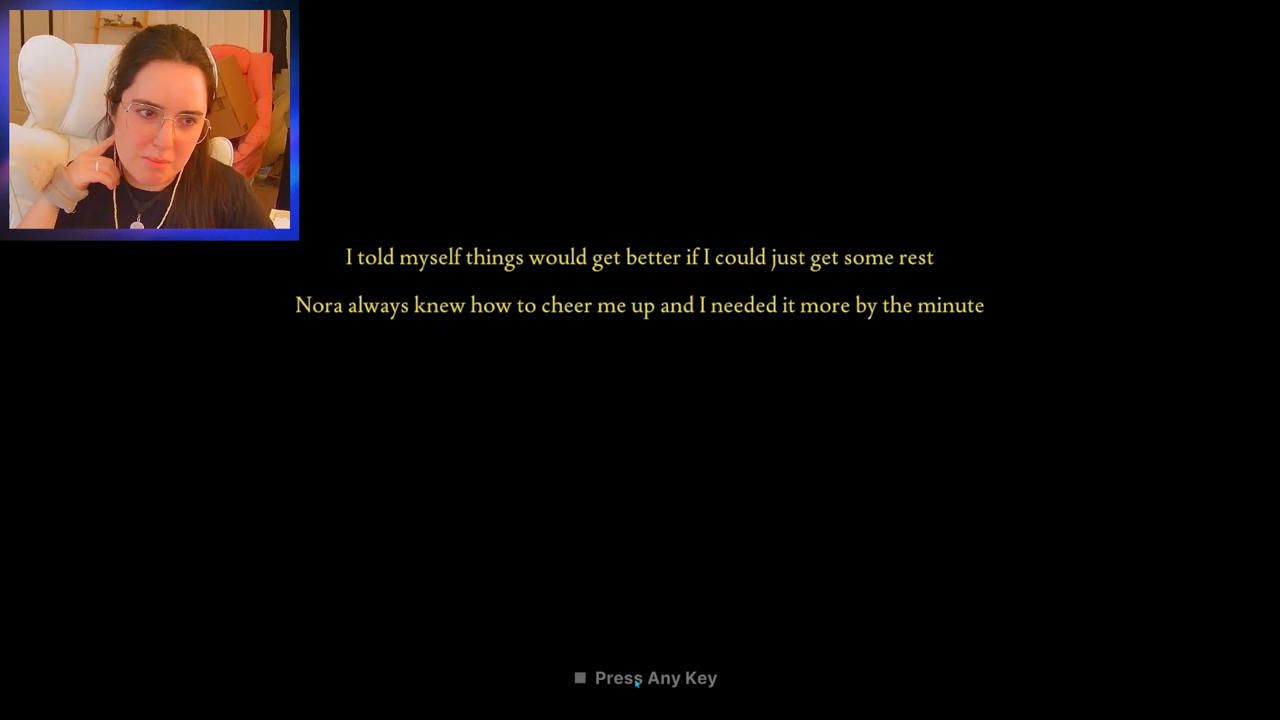 I told myself things would get better if I could just get some rest
Nora always knew how to cheer me up and I needed it more by the minute
Press Any Key